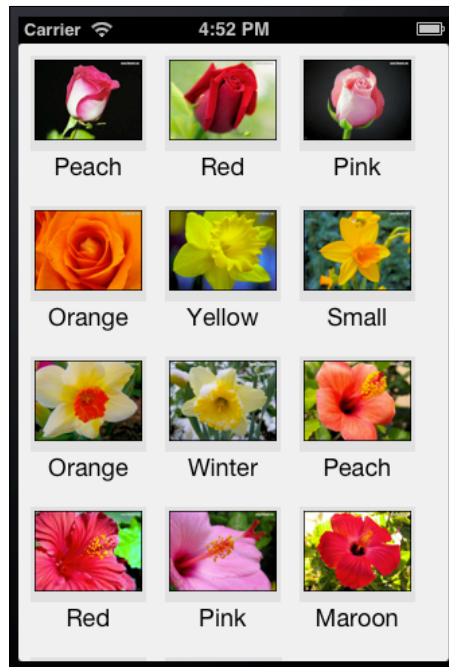 Carrier 4:52 PM
Peach Red Pink
Orange Yellow Small
Orange Winter Peach
Red Pink Maroon